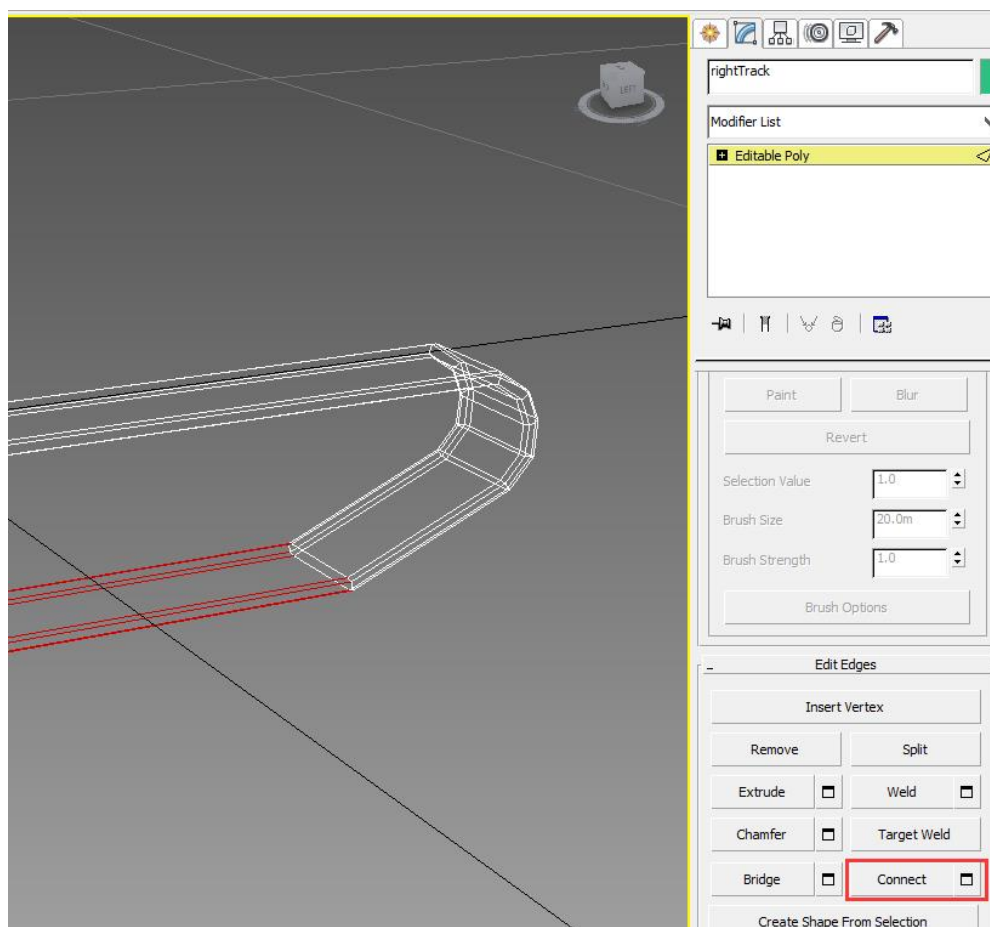 LEFT
rightTrack
Modifier List
Editable Poly
Paint Blur
Revert
Selection Value 1.0
Brush Size 20.0m
Brush Strength 1.0
Brush Options
Edit Edges
Insert Vertex
Remove Split
Extrude Weld
Chamfer Target Weld
Bridge Connect
Create Shape From Selection